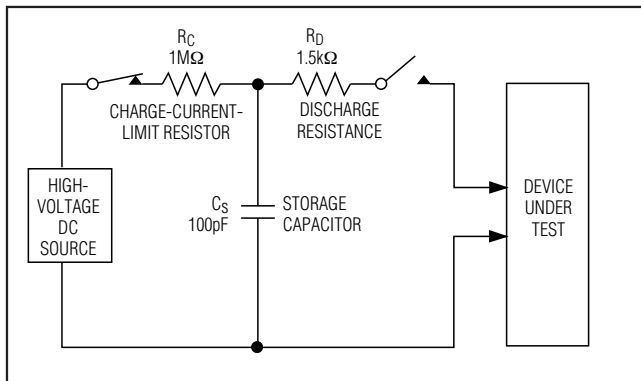 RC
1MΩ
CHARGE-CURRENT-
LIMIT RESISTOR
RD
1.5kΩ
DISCHARGE
RESISTANCE
HIGH-
VOLTAGE
DC
SOURCE
CS
100pF
STORAGE
CAPACITOR
DEVICE
UNDER
TEST